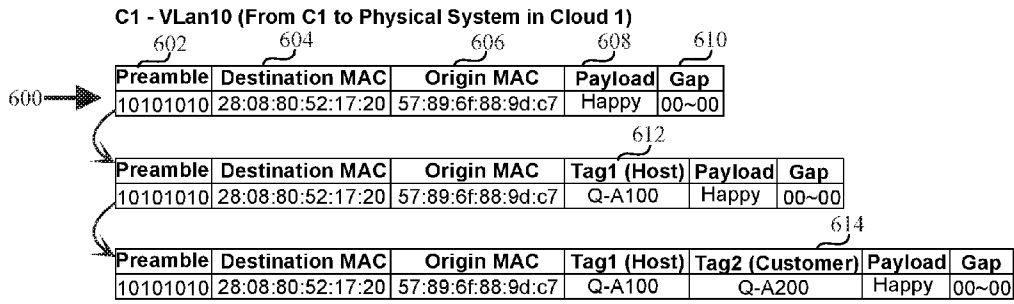 C1 - VLan10 (From C1 to Physical System in Cloud 1)
602 604 606 608 610
Preamble Destination MAC Origin MAC Payload Gap
600 10101010 28:08:80:52:17:20 57:89:6f:88:9d:c7 Happy 00~00
612
Preamble Destination MAC Origin MAC Tag1 (Host) Payload Gap
10101010 28:08:80:52:17:20 57:89:6f:88:9d:c7 Q-A100 Happy 00~00
614
Preamble Destination MAC Origin MAC Tag1 (Host) Tag2 (Customer) Payload Gap
10101010 28:08:80:52:17:20 57:89:6f:88:9d:c7 Q-A100 Q-A200 Happy 00~00